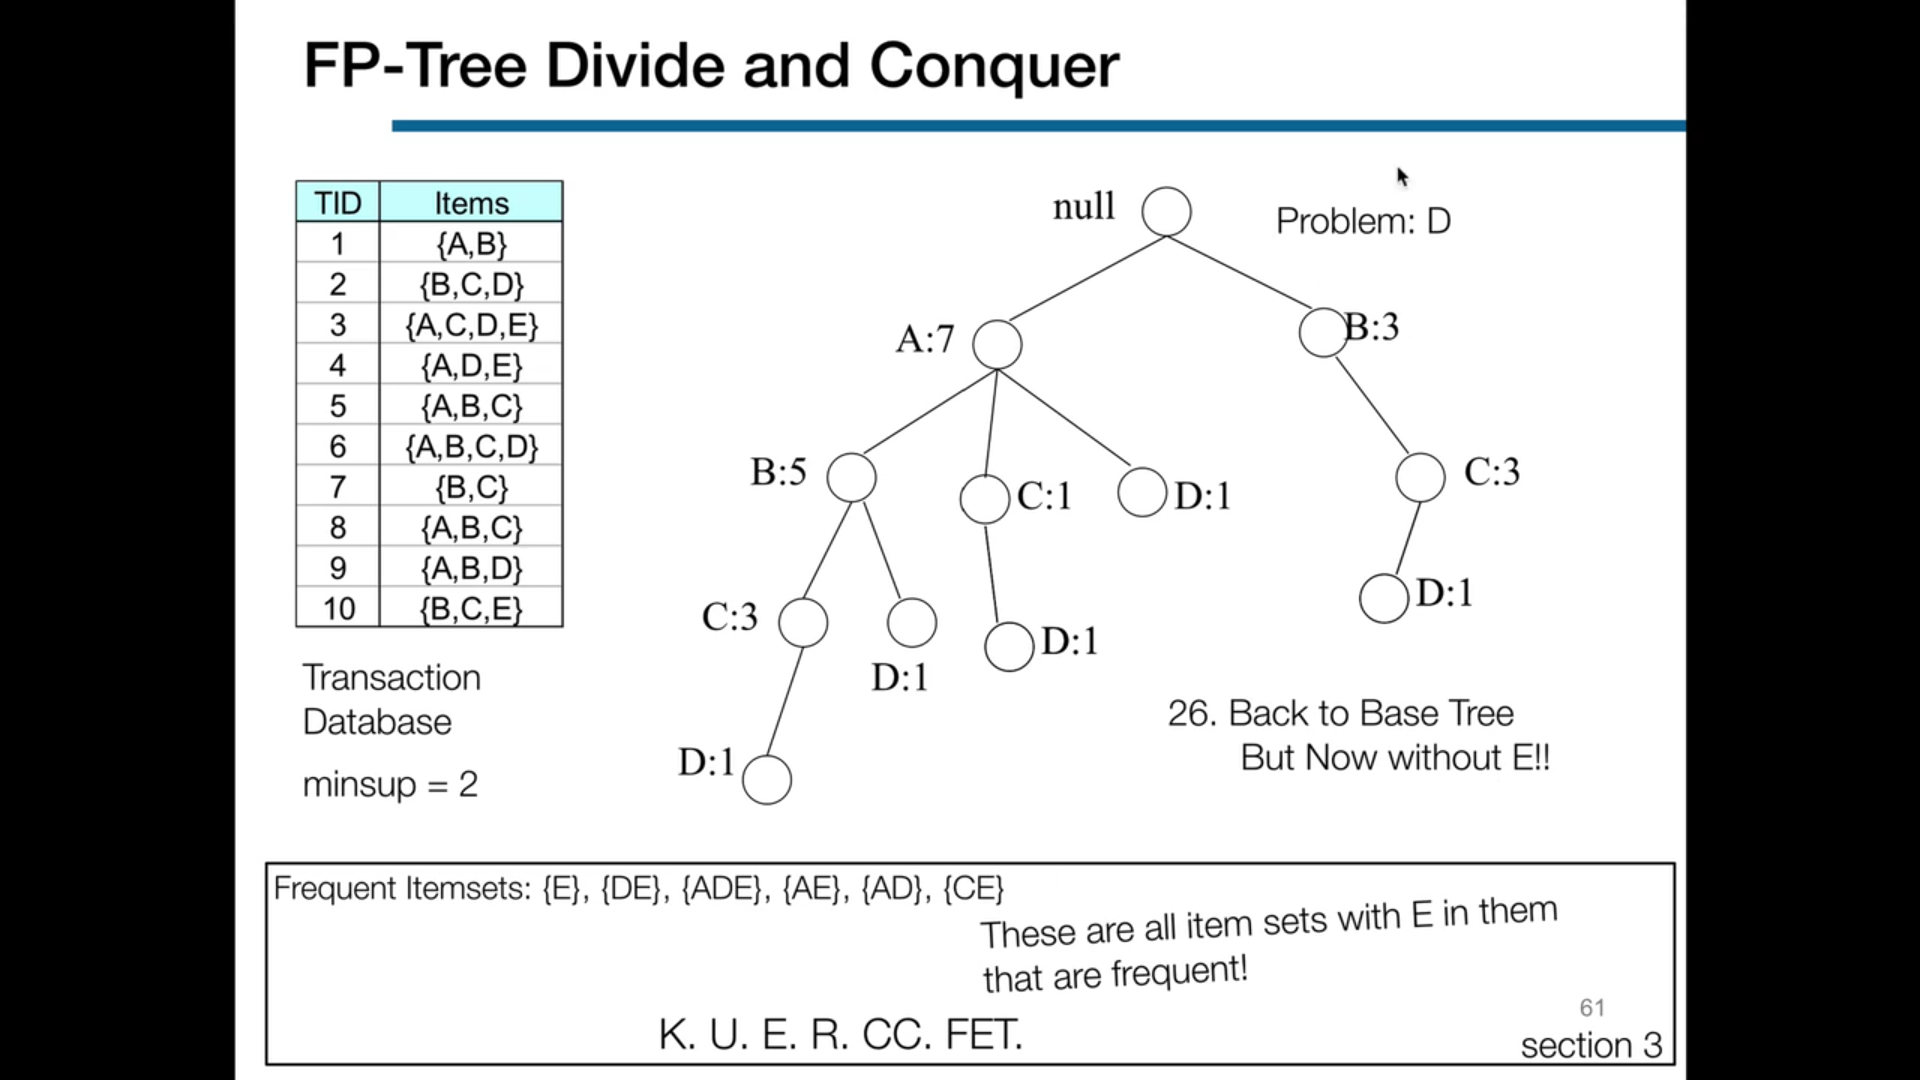 FP-Tree Divide and Conquer
TID Items
1 {A,B}
2 {B,C,D}
3 {A,C,D,E}
4 {A,D,E}
5 {A,B,C}
6 {A,B,C,D}
7 {B,C}
8 {A,B,C}
9 {A,B,D}
10 {B,C,E}
Transaction
Database
minsup = 2
null
Problem: D
A:7
B:3
B:5
C:1
D:1
C:3
C:3
D:1
D:1
D:1
D:1
26. Back to Base Tree
But Now without E!!
Frequent Itemsets: {E}, {DE}, {ADE}, {AE}, {AD}, {CE}
These are all item sets with E in them
that are frequent!
K. U. E. R. CC. FET.
61
section 3